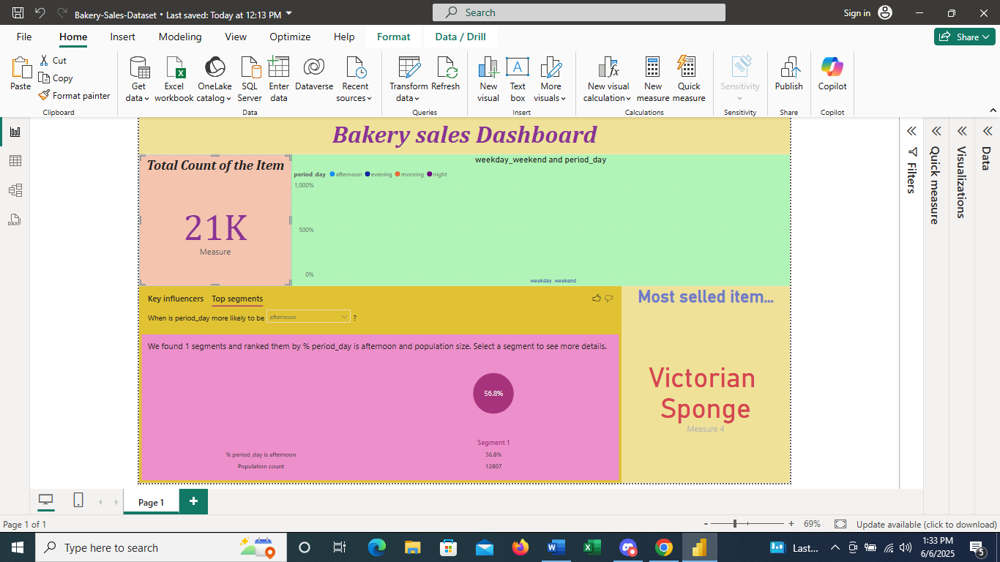 Bakery-Sales-Dataset • Last saved: Today at 12:13 PM
Search
Sign in
File Home Insert Modeling View Optimize Help Format Data / Drill
Share
Paste
Cut
Copy
Format painter
Clipboard
Get data
Excel workbook
OneLake catalog
SQL Server
Enter data
Dataverse
Recent sources
Data
Transform data
Refresh
Queries
New visual
Text box
More visuals
Insert
New visual calculation
New measure
Quick measure
Calculations
Sensitivity
Sensitivity
Publish
Share
Copilot
Copilot
DAX
Bakery sales Dashboard
Total Count of the Item
21K
Measure
weekday_weekend and period_day
period_day afternoon evening morning night
1,000%
500%
0%
weekday_weekend
Key influencers Top segments
When is period_day more likely to be afternoon ?
We found 1 segments and ranked them by % period_day is afternoon and population size. Select a segment to see more details.
56.8%
Segment 1
% period_day is afternoon 56.8%
Population count 12807
Most selled item...
Victorian
Sponge
Measure 4
Filters
Quick measure
Visualizations
Data
Page 1
Page 1 of 1
- + 69%
Update available (click to download)
Type here to search
Last...
1:33 PM
6/6/2025
5